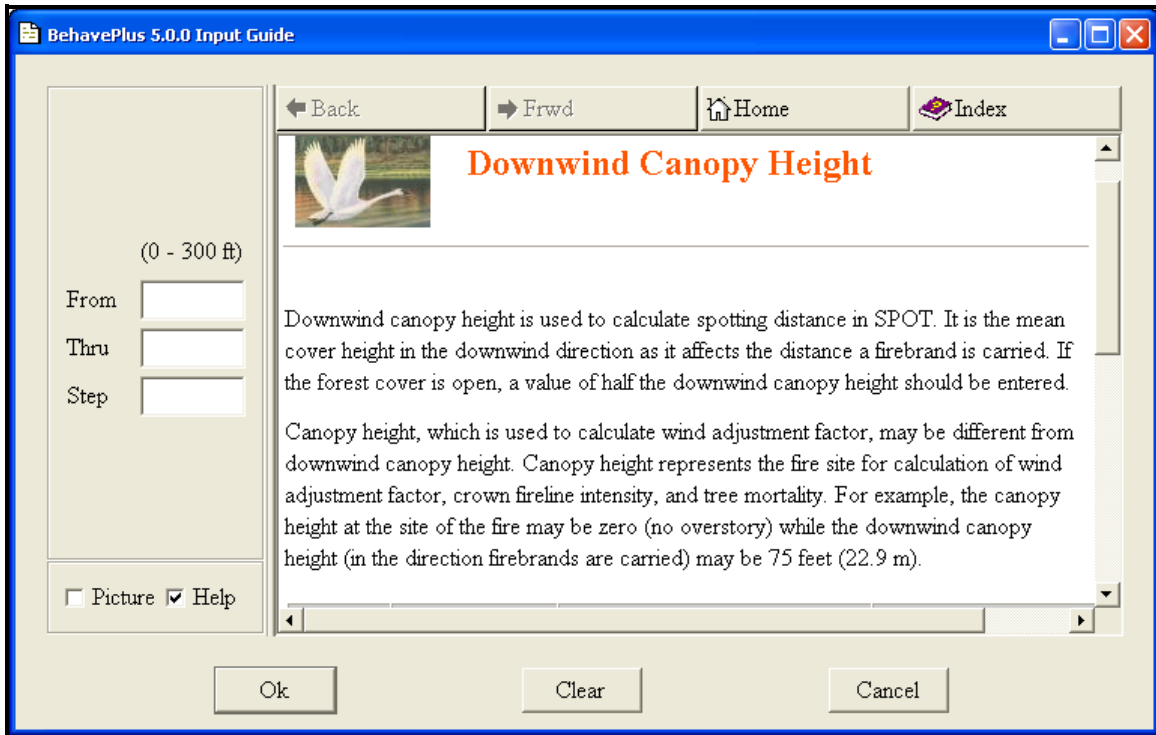 BehavePlus 5.0.0 Input Guide
Back
Frwd
Home
Index
Downwind Canopy Height
(0 - 300 ft)
From
Thru
Step
Downwind canopy height is used to calculate spotting distance in SPOT. It is the mean
cover height in the downwind direction as it affects the distance a firebrand is carried. If
the forest cover is open, a value of half the downwind canopy height should be entered.
Canopy height, which is used to calculate wind adjustment factor, may be different from
downwind canopy height. Canopy height represents the fire site for calculation of wind
adjustment factor, crown fireline intensity, and tree mortality. For example, the canopy
height at the site of the fire may be zero (no overstory) while the downwind canopy
height (in the direction firebrands are carried) may be 75 feet (22.9 m).
Picture
Help
Ok
Clear
Cancel